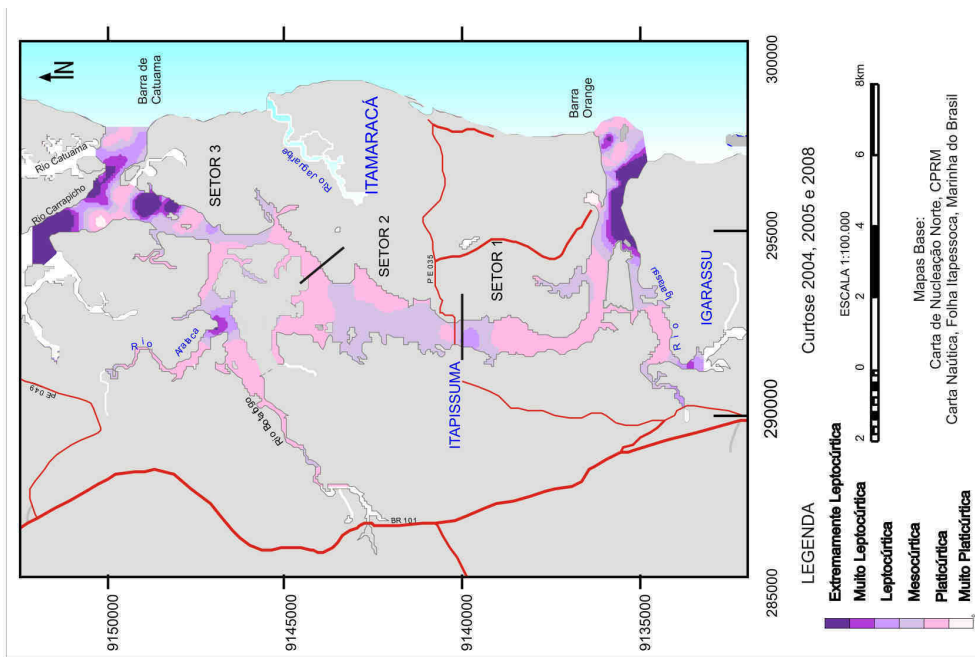 N
Barra de
Catuama
Rio Catuama
Rio Carrapicho
SETOR 3
Rio Jaguaribe
ITAMARACÁ
Rio
Arataca
Rio Botafogo
SETOR 2
PE 035
SETOR 1
Barra
Orange
PE 049
BR 101
ITAPISSUMA
Rio
Igarassu
IGARASSU
9150000
9145000
9140000
9135000
285000
290000
295000
300000
LEGENDA
Extremamente Leptocúrtica
Muito Leptocúrtica
Leptocúrtica
Mesocúrtica
Platicúrtica
Muito Platicúrtica
Curtose 2004, 2005 e 2008
ESCALA 1:100.000
2 0 2 4 6 8km
Mapas Base:
Carta de Nucleação Norte, CPRM
Carta Naútica, Folha Itapessoca, Marinha do Brasil